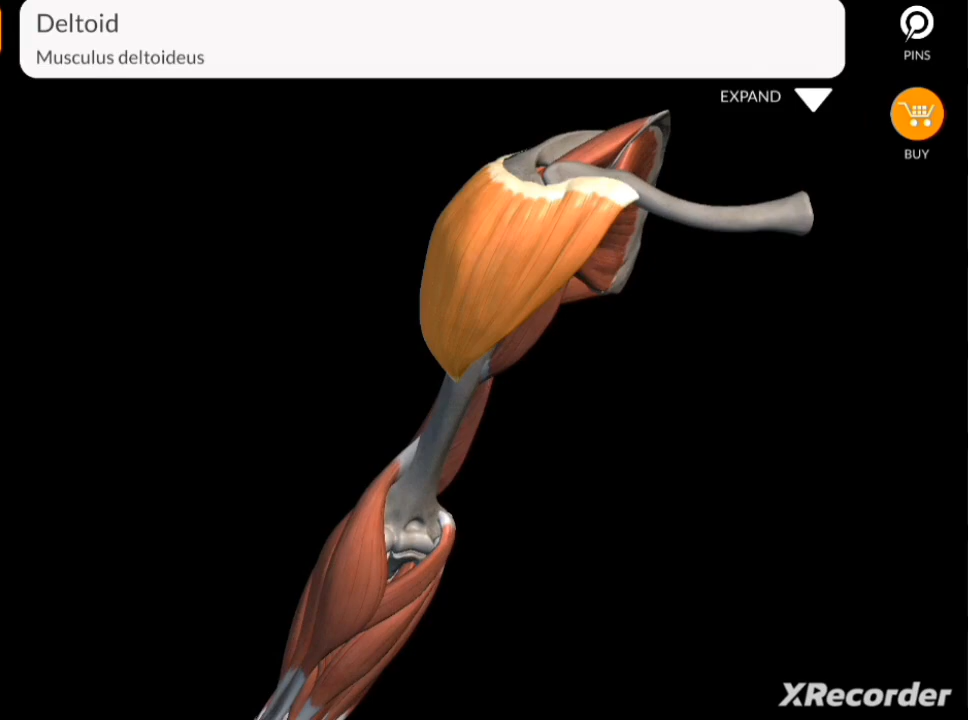 Deltoid
Musculus deltoideus
PINS
EXPAND
BUY
XRecorder